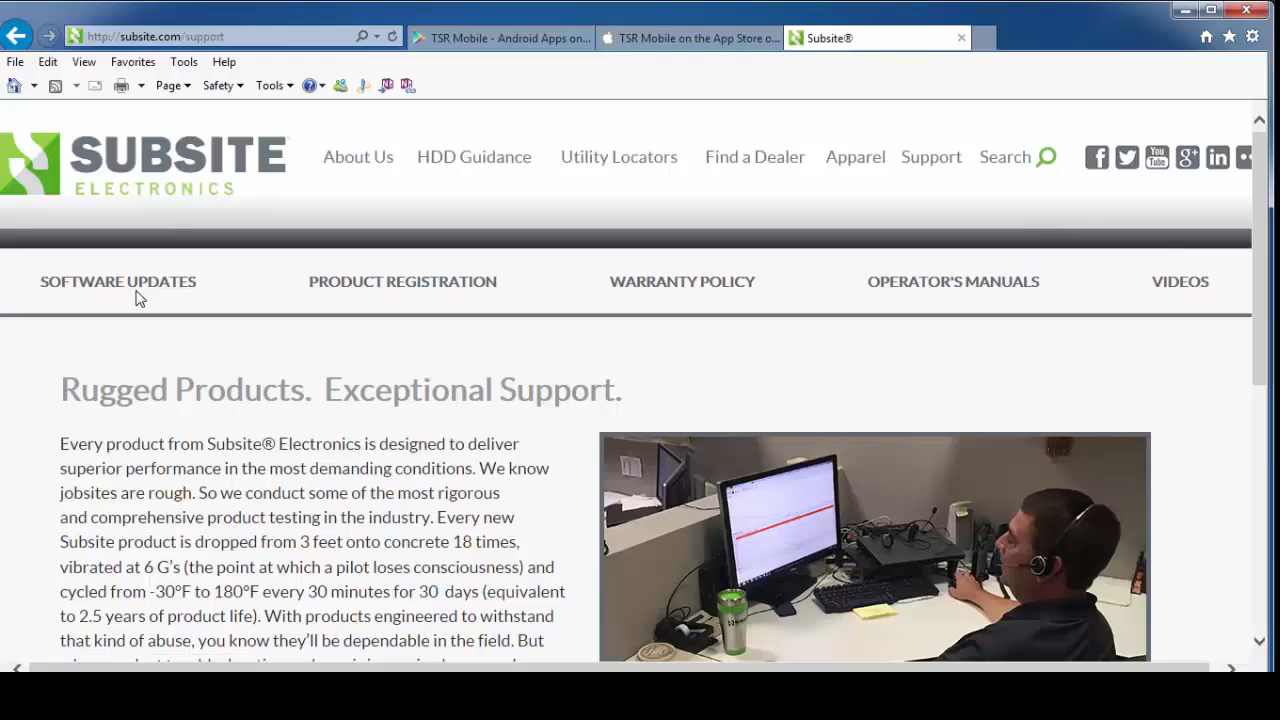 http://subsite.com/support
TSR Mobile - Android Apps on...
TSR Mobile on the App Store o...
Subsite®
File Edit View Favorites Tools Help
Page Safety Tools
SUBSITE
ELECTRONICS
About Us HDD Guidance Utility Locators Find a Dealer Apparel Support Search
You
Tube
SOFTWARE UPDATES PRODUCT REGISTRATION WARRANTY POLICY OPERATOR'S MANUALS VIDEOS
Rugged Products. Exceptional Support.
Every product from Subsite® Electronics is designed to deliver
superior performance in the most demanding conditions. We know
jobsites are rough. So we conduct some of the most rigorous
and comprehensive product testing in the industry. Every new
Subsite product is dropped from 3 feet onto concrete 18 times,
vibrated at 6 G's (the point at which a pilot loses consciousness) and
cycled from -30°F to 180°F every 30 minutes for 30 days (equivalent
to 2.5 years of product life). With products engineered to withstand
that kind of abuse, you know they'll be dependable in the field. But